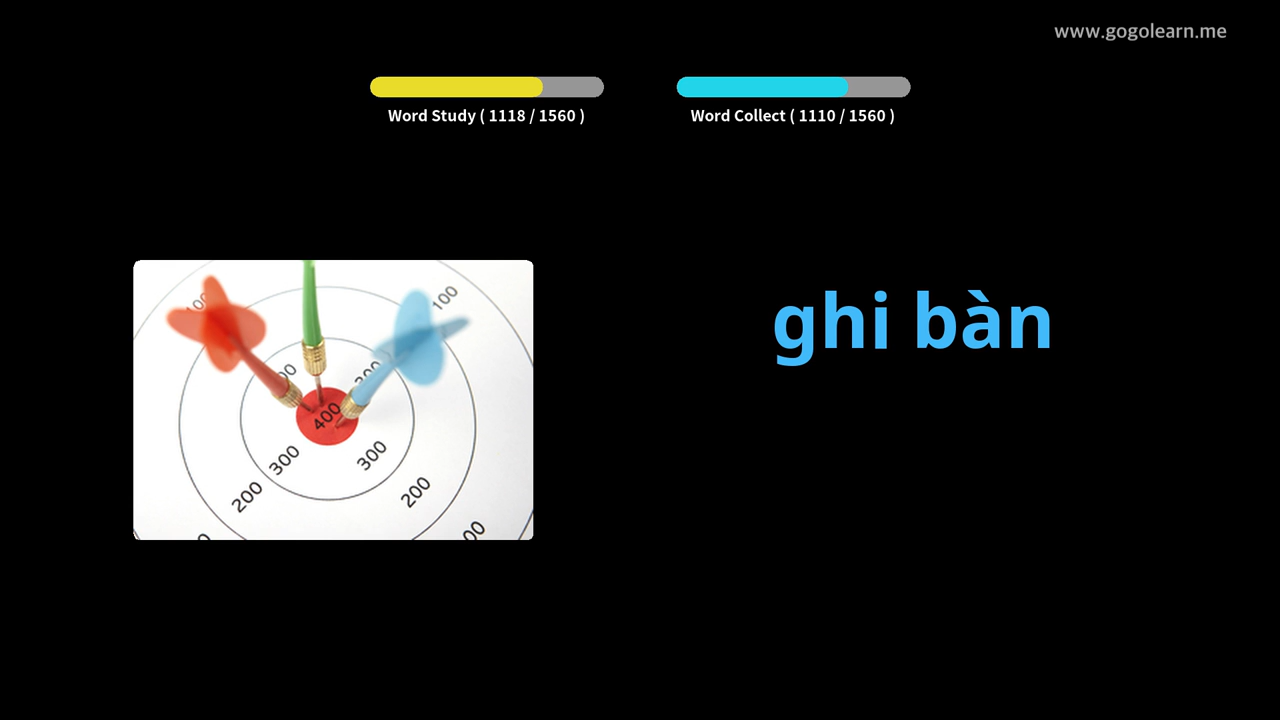 www.gogolearn.me
Word Study ( 1118 / 1560 )
Word Collect ( 1110 / 1560 )
ghi bàn
100
100
400
300
300
200
200